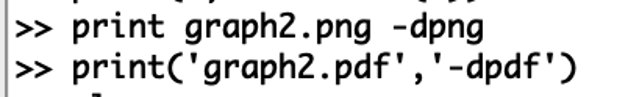 >> print graph2.png -dpng
>> print('graph2.pdf','-dpdf')